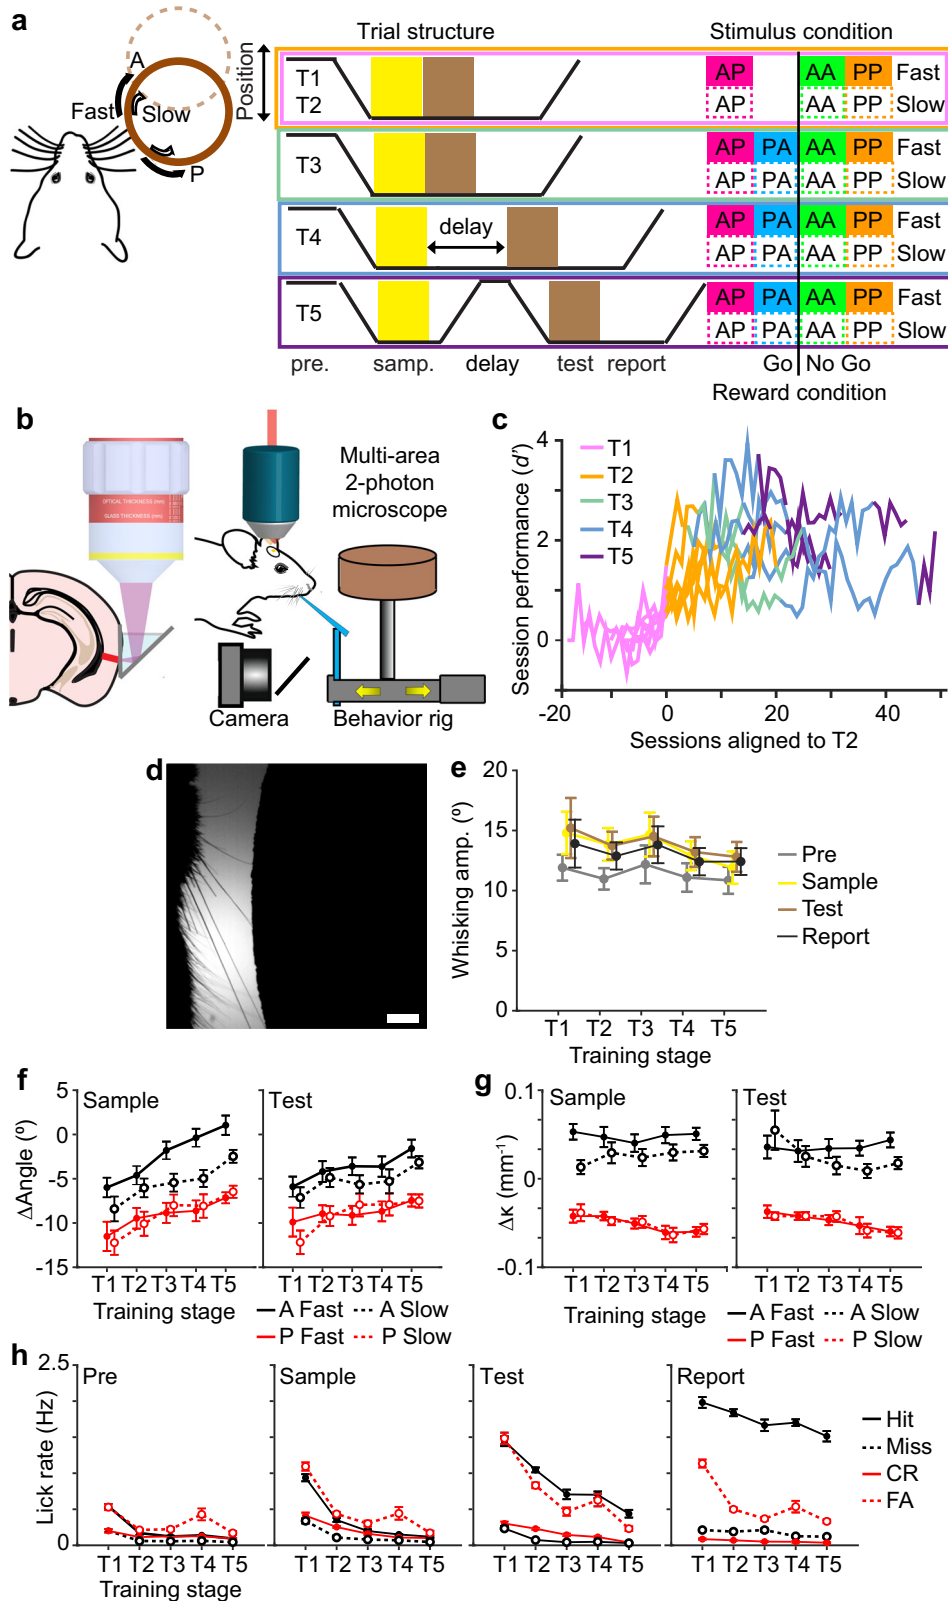 a
Trial structure
Stimulus condition
A
Fast
Slow
P
Position
T1
T2
AP AA PP Fast
AP AA PP Slow
T3
AP PA AA PP Fast
AP PA AA PP Slow
T4
delay
AP PA AA PP Fast
AP PA AA PP Slow
T5
AP PA AA PP Fast
AP PA AA PP Slow
pre. samp. delay test report
Go No Go
Reward condition
b
OPTICAL THICKNESS (mm)
GLASS THICKNESS (mm)
Multi-area
2-photon
microscope
Camera
Behavior rig
c
Session performance (d')
4
2
0
T1
T2
T3
T4
T5
-20 0 20 40
Sessions aligned to T2
d
e
Whisking amp. (º)
20
15
10
5
0
Pre
Sample
Test
Report
T1 T2 T3 T4 T5
Training stage
f
ΔAngle (º)
5
0
-5
-10
-15
Sample
Test
T1 T2 T3 T4 T5
T1 T2 T3 T4 T5
Training stage
A Fast A Slow
P Fast P Slow
g
Δκ (mm⁻¹)
0.1
0
-0.1
Sample
Test
T1 T2 T3 T4 T5
T1 T2 T3 T4 T5
Training stage
A Fast A Slow
P Fast P Slow
h
Lick rate (Hz)
2.5
0
Pre
Sample
Test
Report
Hit
Miss
CR
FA
T1 T2 T3 T4 T5
T1 T2 T3 T4 T5
T1 T2 T3 T4 T5
T1 T2 T3 T4 T5
Training stage